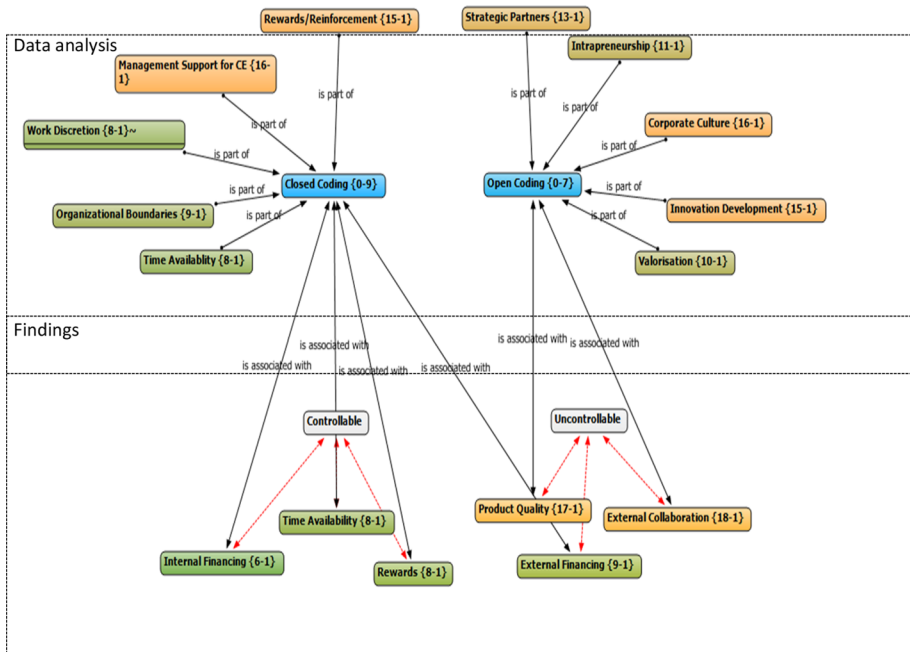 Rewards/Reinforcement {15-1}
Strategic Partners {13-1}
Data analysis
Intrapreneurship {11-1}
Management Support for CE {16-
1}
is part of
is part of
is part of
is part of
Corporate Culture {16-1}
Work Discretion {8-1}~
is part of
is part of
Closed Coding {0-9}
Open Coding {0-7}
is part of
is part of
Organizational Boundaries {9-1}
is part of
is part of
Innovation Development {15-1}
Time Availablity {8-1}
Valorisation {10-1}
Findings
is associated with
is associated with
is associated with
is associated with
is associated with
is associated with
Controllable
Uncontrollable
Product Quality {17-1}
Time Availability {8-1}
External Collaboration {18-1}
Internal Financing {6-1}
Rewards {8-1}
External Financing {9-1}